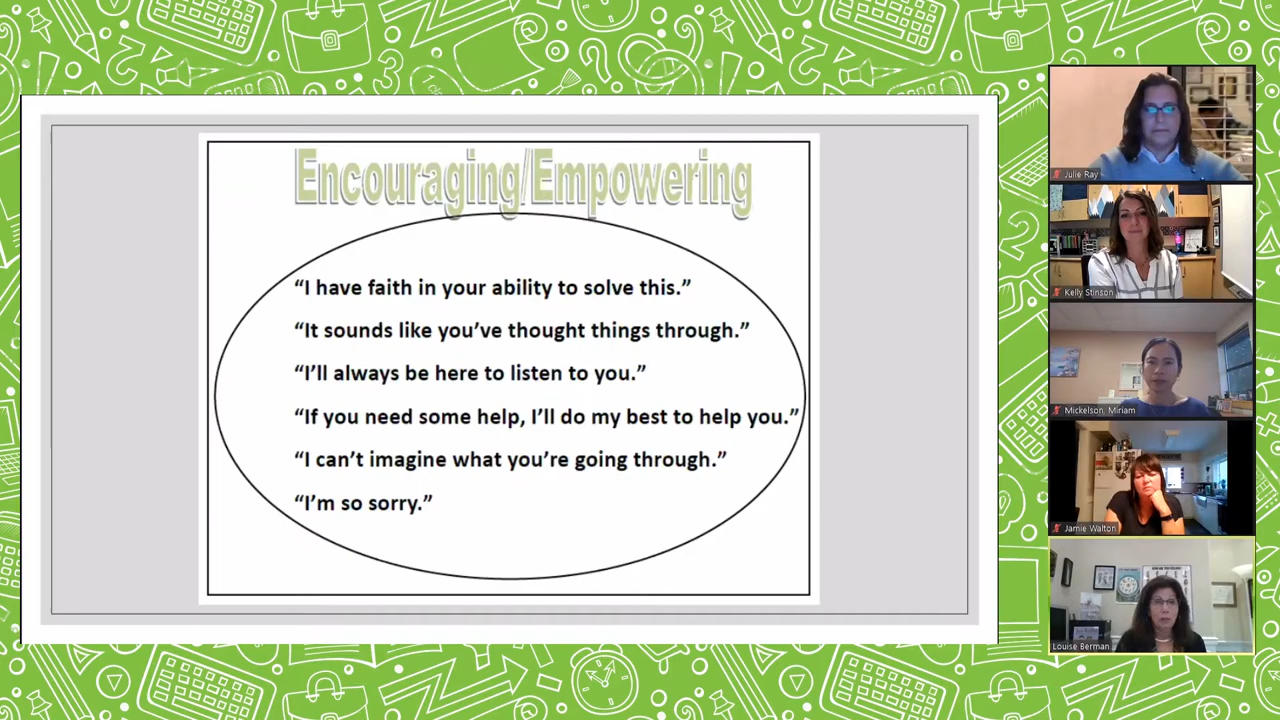 Encouraging/Empowering
“I have faith in your ability to solve this.”
“It sounds like you’ve thought things through.”
“I’ll always be here to listen to you.”
“If you need some help, I’ll do my best to help you.”
“I can’t imagine what you’re going through.”
“I’m so sorry.”
Julie Ray
Kelly Stinson
Mickelson, Miriam
Jamie Walton
Louise Berman